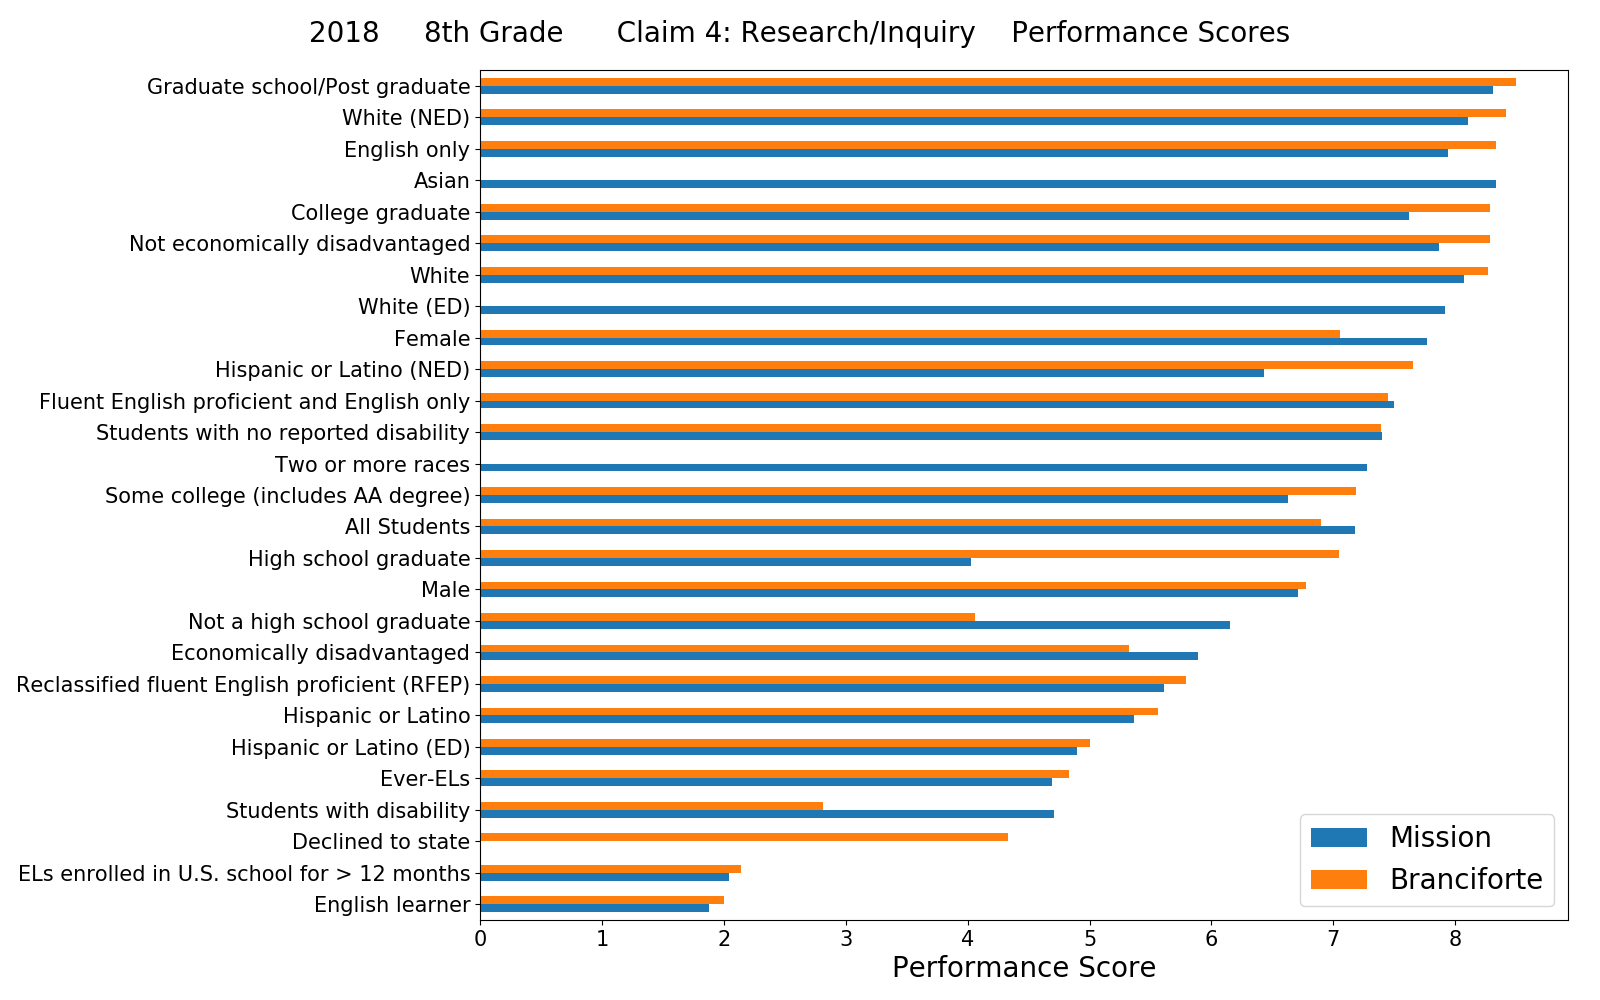 2018 8th Grade Claim 4: Research/Inquiry Performance Scores
Graduate school/Post graduate
White (NED)
English only
Asian
College graduate
Not economically disadvantaged
White
White (ED)
Female
Hispanic or Latino (NED)
Fluent English proficient and English only
Students with no reported disability
Two or more races
Some college (includes AA degree)
All Students
High school graduate
Male
Not a high school graduate
Economically disadvantaged
Reclassified fluent English proficient (RFEP)
Hispanic or Latino
Hispanic or Latino (ED)
Ever-ELs
Students with disability
Declined to state
ELs enrolled in U.S. school for > 12 months
English learner
Mission
Branciforte
0 1 2 3 4 5 6 7 8
Performance Score